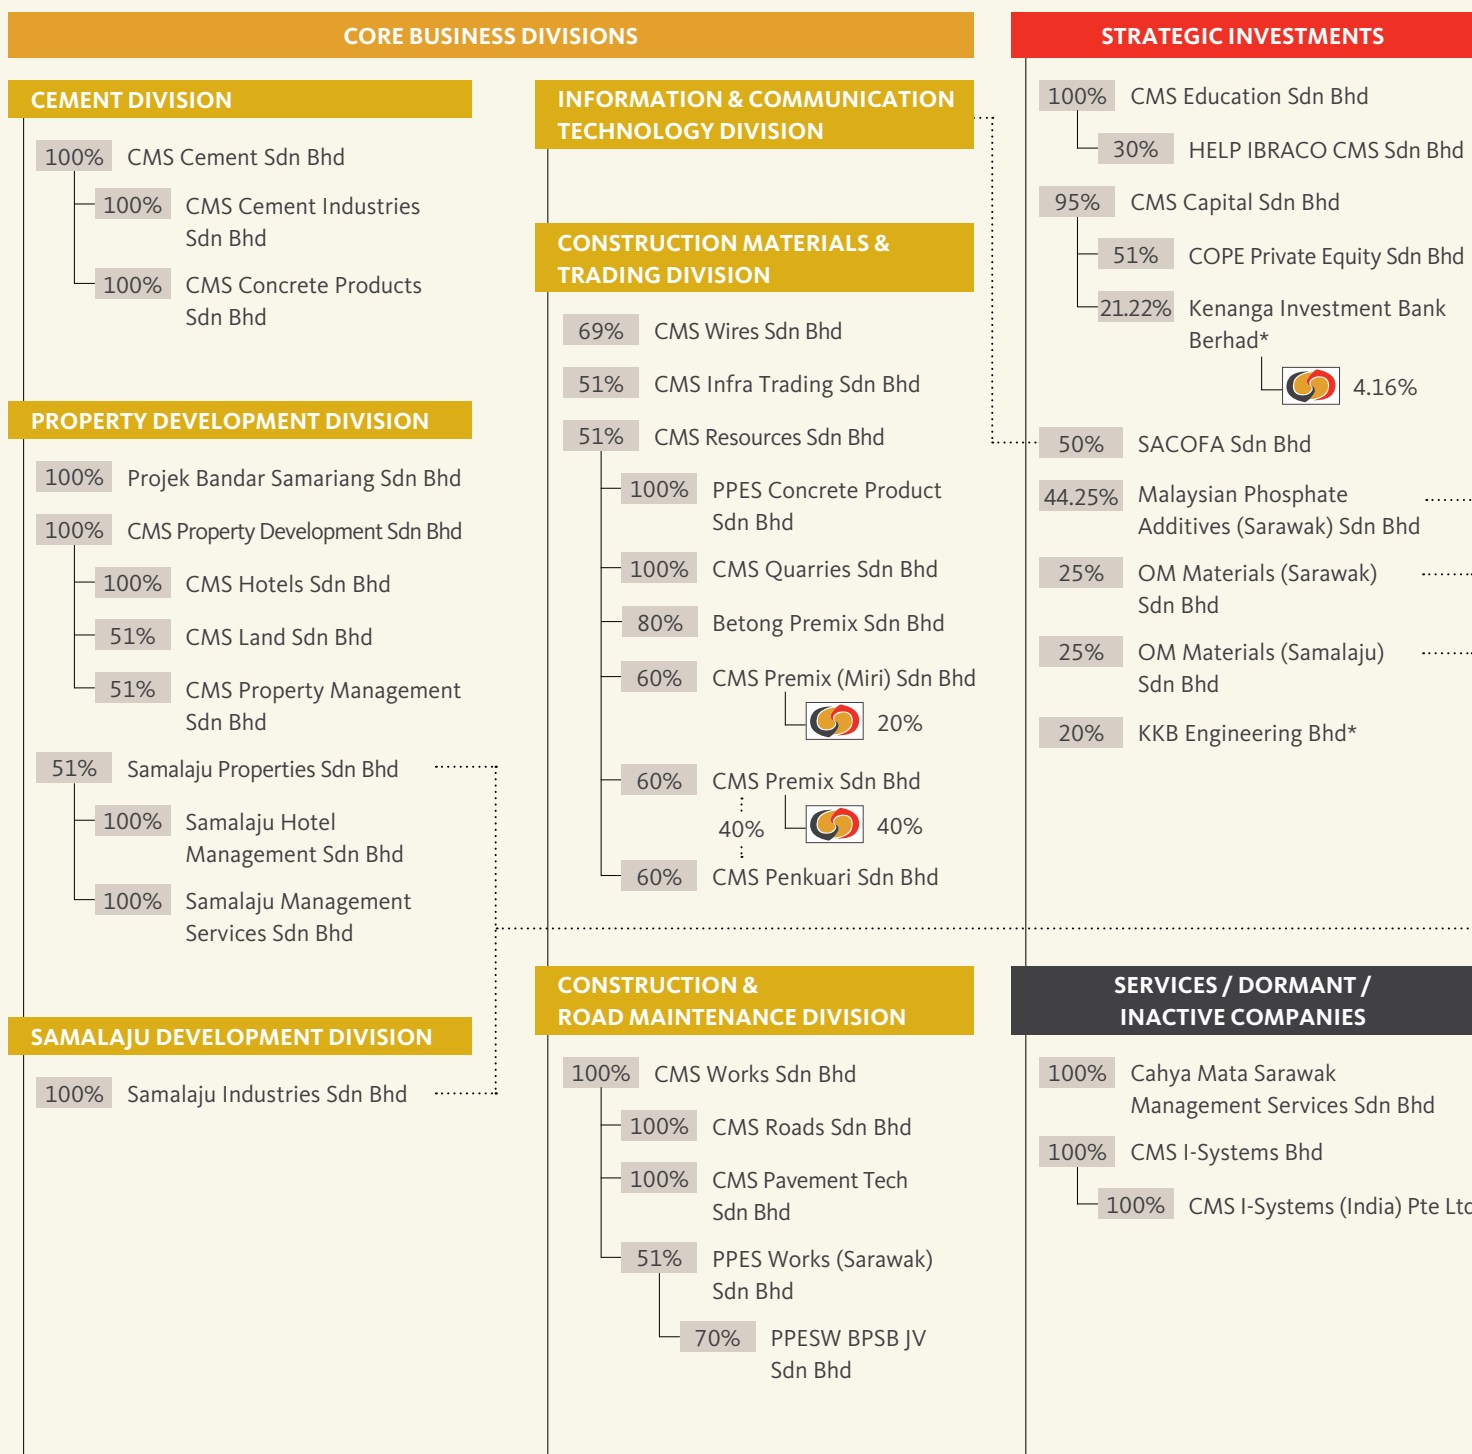 CORE BUSINESS DIVISIONS
CEMENT DIVISION
100% CMS Cement Sdn Bhd
100% CMS Cement Industries
Sdn Bhd
100% CMS Concrete Products
Sdn Bhd
PROPERTY DEVELOPMENT DIVISION
100% Projek Bandar Samariang Sdn Bhd
100% CMS Property Development Sdn Bhd
100% CMS Hotels Sdn Bhd
51% CMS Land Sdn Bhd
51% CMS Property Management
Sdn Bhd
51% Samalaju Properties Sdn Bhd
100% Samalaju Hotel
Management Sdn Bhd
100% Samalaju Management
Services Sdn Bhd
SAMALAJU DEVELOPMENT DIVISION
100% Samalaju Industries Sdn Bhd
INFORMATION & COMMUNICATION
TECHNOLOGY DIVISION
CONSTRUCTION MATERIALS &
TRADING DIVISION
69% CMS Wires Sdn Bhd
51% CMS Infra Trading Sdn Bhd
51% CMS Resources Sdn Bhd
100% PPES Concrete Product
Sdn Bhd
100% CMS Quarries Sdn Bhd
80% Betong Premix Sdn Bhd
60% CMS Premix (Miri) Sdn Bhd
20%
60% CMS Premix Sdn Bhd
40% 40%
60% CMS Penkuari Sdn Bhd
CONSTRUCTION &
ROAD MAINTENANCE DIVISION
100% CMS Works Sdn Bhd
100% CMS Roads Sdn Bhd
100% CMS Pavement Tech
Sdn Bhd
51% PPES Works (Sarawak)
Sdn Bhd
70% PPESW BPSB JV
Sdn Bhd
STRATEGIC INVESTMENTS
100% CMS Education Sdn Bhd
30% HELP IBRACO CMS Sdn Bhd
95% CMS Capital Sdn Bhd
51% COPE Private Equity Sdn Bhd
21.22% Kenanga Investment Bank
Berhad*
4.16%
50% SACOFA Sdn Bhd
44.25% Malaysian Phosphate
Additives (Sarawak) Sdn Bhd
25% OM Materials (Sarawak)
Sdn Bhd
25% OM Materials (Samalaju)
Sdn Bhd
20% KKB Engineering Bhd*
SERVICES / DORMANT /
INACTIVE COMPANIES
100% Cahya Mata Sarawak
Management Services Sdn Bhd
100% CMS I-Systems Bhd
100% CMS I-Systems (India) Pte Ltd